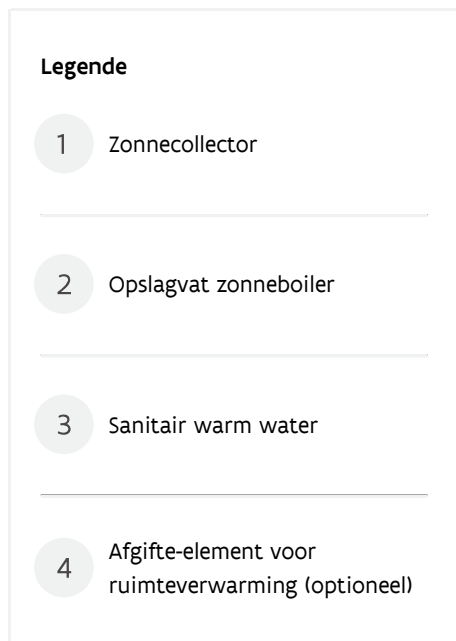 Legende
1 Zonnecollector
2 Opslagvat zonneboiler
3 Sanitair warm water
4 Afgifte-element voor
ruimteverwarming (optioneel)